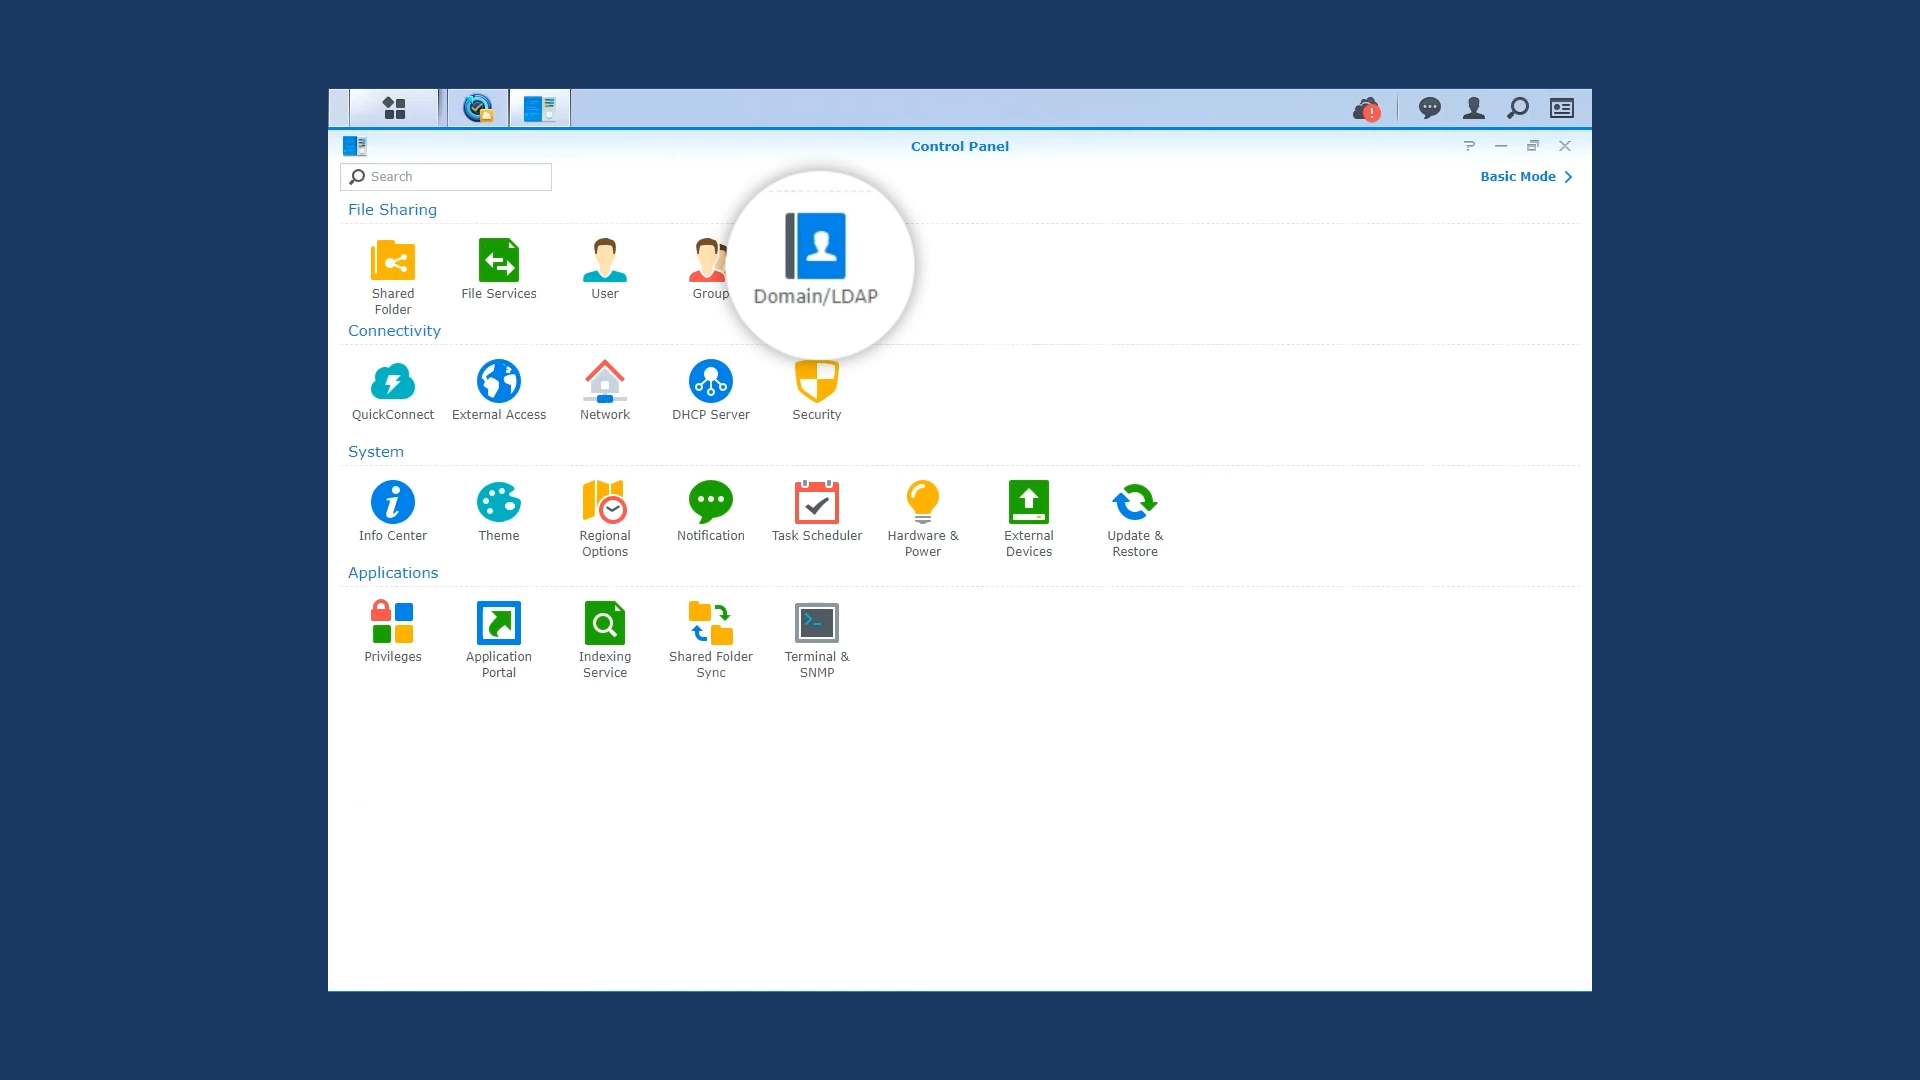 Control Panel
Search
Basic Mode
File Sharing
Shared
Folder
File Services
User
Group
Domain/LDAP
Connectivity
QuickConnect
External Access
Network
DHCP Server
Security
System
Info Center
Theme
Regional
Options
Notification
Task Scheduler
Hardware &
Power
External
Devices
Update &
Restore
Applications
Privileges
Application
Portal
Indexing
Service
Shared Folder
Sync
Terminal &
SNMP